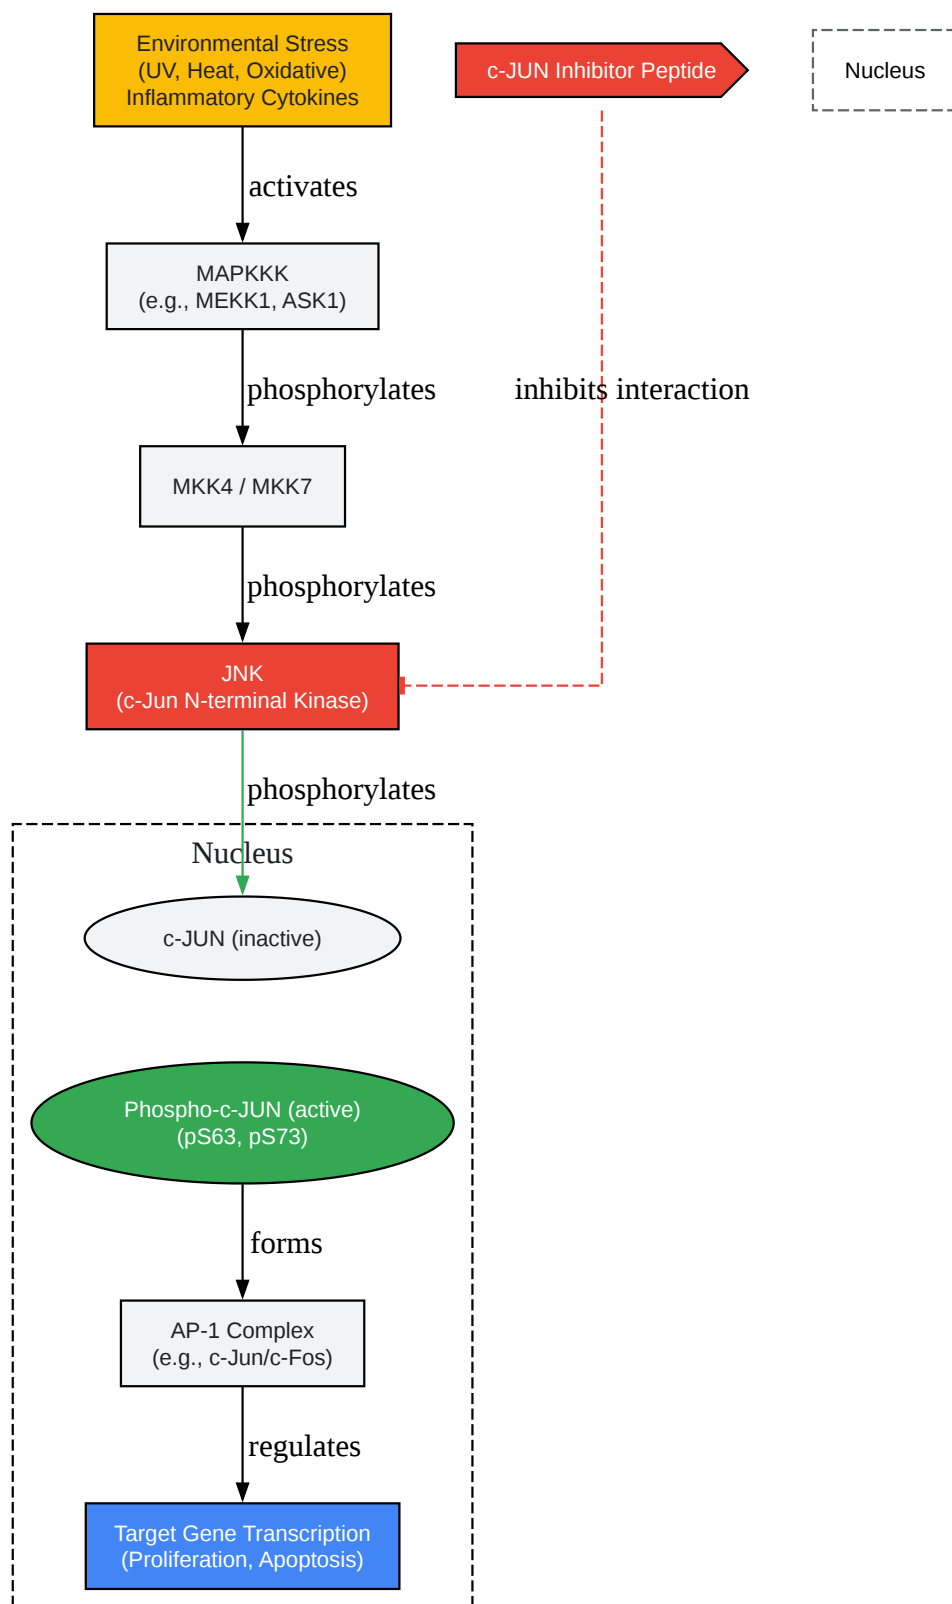 Environmental Stress
(UV, Heat, Oxidative)
Inflammatory Cytokines
c-JUN Inhibitor Peptide
Nucleus
activates
MAPKKK
(e.g., MEKK1, ASK1)
phosphorylates
inhibits interaction
MKK4 / MKK7
phosphorylates
JNK
(c-Jun N-terminal Kinase)
phosphorylates
Nucleus
c-JUN (inactive)
Phospho-c-JUN (active)
(pS63, pS73)
forms
AP-1 Complex
(e.g., c-Jun/c-Fos)
regulates
Target Gene Transcription
(Proliferation, Apoptosis)